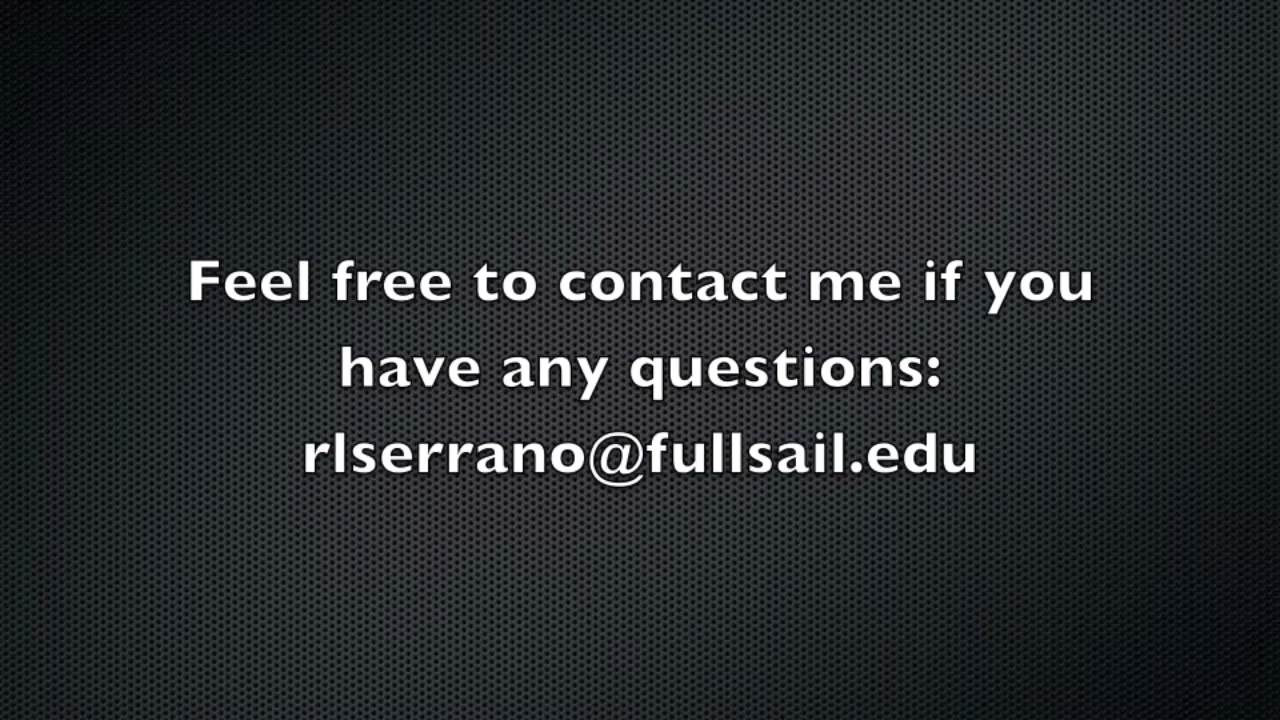 Feel free to contact me if you
have any questions:
rlserrano@fullsail.edu